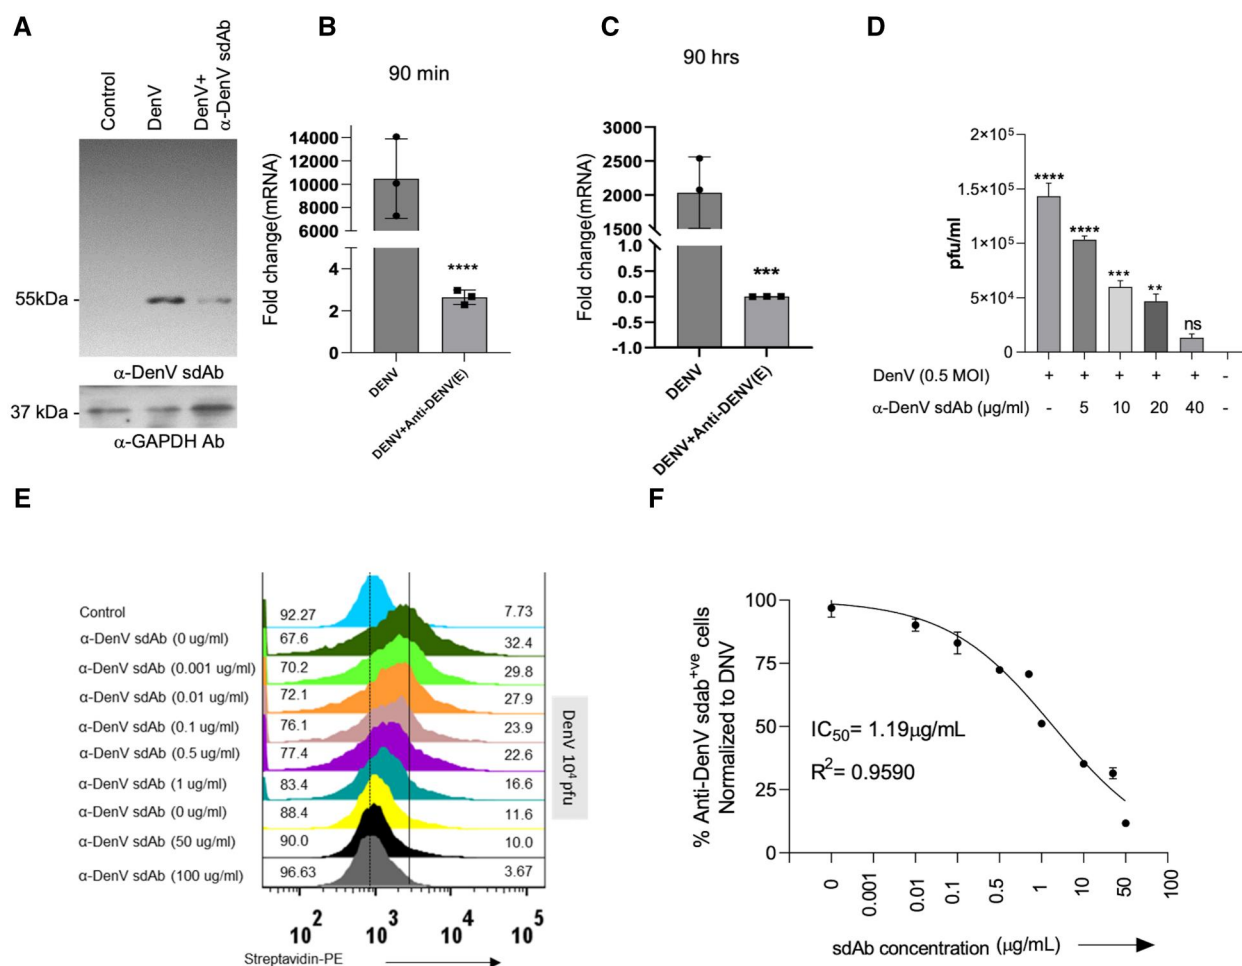 A
Control
DenV
DenV+
α-DenV sdAb
55kDa
α-DenV sdAb
37 kDa
α-GAPDH Ab
B
90 min
Fold change(mRNA)
14000
12000
10000
8000
6000
4
2
0
****
DENV
DENV+Anti-DENV(E)
C
90 hrs
Fold change(mRNA)
3000
2500
2000
1500
1.0
0.5
0.0
-0.5
-1.0
***
DENV
DENV+Anti-DENV(E)
D
pfu/ml
2×10⁵
1.5×10⁵
1×10⁵
5×10⁴
0
****
****
***
**
ns
DenV (0.5 MOI) + + + + + -
α-DenV sdAb (μg/ml) - 5 10 20 40 -
E
Control 92.27 7.73
α-DenV sdAb (0 ug/ml) 67.6 32.4
α-DenV sdAb (0.001 ug/ml) 70.2 29.8
α-DenV sdAb (0.01 ug/ml) 72.1 27.9
α-DenV sdAb (0.1 ug/ml) 76.1 23.9
α-DenV sdAb (0.5 ug/ml) 77.4 22.6
α-DenV sdAb (1 ug/ml) 83.4 16.6
α-DenV sdAb (0 ug/ml) 88.4 11.6
α-DenV sdAb (50 ug/ml) 90.0 10.0
α-DenV sdAb (100 ug/ml) 96.63 3.67
DenV 10⁴ pfu
10² 10³ 10⁴ 10⁵
Streptavidin-PE
F
% Anti-DenV sdab⁺ᵛᵉ cells
Normalized to DNV
100
75
50
25
0
IC₅₀= 1.19μg/mL
R²= 0.9590
0 0.001 0.01 0.1 0.5 1 10 50 100
sdAb concentration (μg/mL)